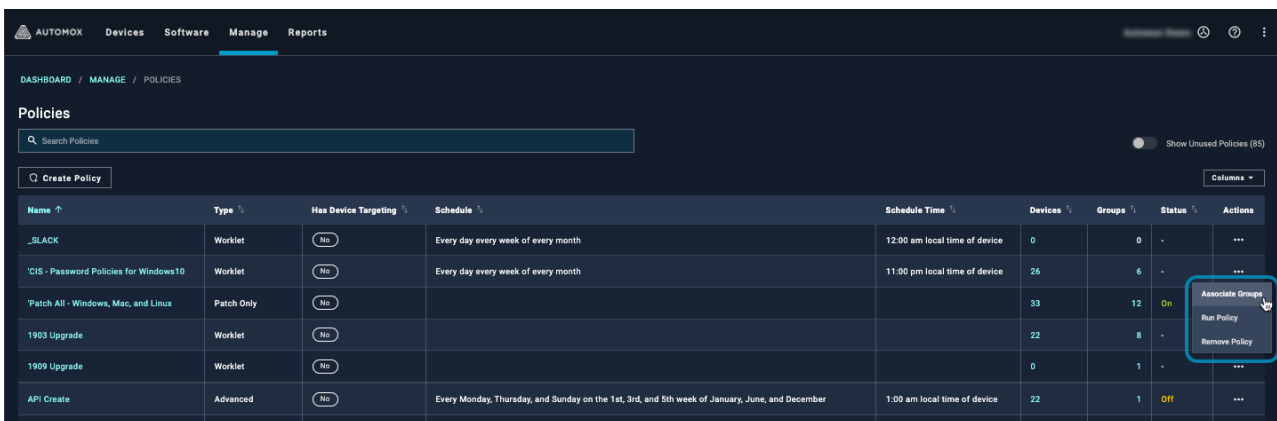 AUTOMOX Devices Software Manage Reports
DASHBOARD / MANAGE / POLICIES
Policies
Search Policies
Show Unused Policies (85)
Create Policy
Columns
Name Type Has Device Targeting Schedule Schedule Time Devices Groups Status Actions
_SLACK Worklet No Every day every week of every month 12:00 am local time of device 0 0 - •••
'CIS - Password Policies for Windows10 Worklet No Every day every week of every month 11:00 pm local time of device 26 6 - •••
'Patch All - Windows, Mac, and Linux Patch Only No 33 12 On
Associate Groups
Run Policy
Remove Policy
1903 Upgrade Worklet No 22 8 -
1909 Upgrade Worklet No 0 1 - •••
API Create Advanced No Every Monday, Thursday, and Sunday on the 1st, 3rd, and 5th week of January, June, and December 1:00 am local time of device 22 1 Off •••